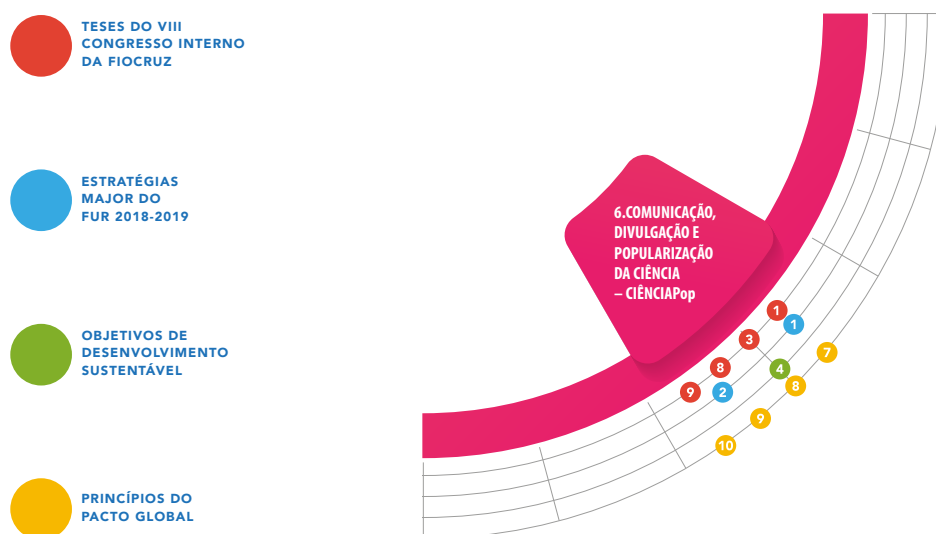 TESES DO VIII
CONGRESSO INTERNO
DA FIOCRUZ
ESTRATÉGIAS
MAJOR DO
FUR 2018-2019
OBJETIVOS DE
DESENVOLVIMENTO
SUSTENTÁVEL
PRINCÍPIOS DO
PACTO GLOBAL
6.COMUNICAÇÃO,
DIVULGAÇÃO E
POPULARIZAÇÃO
DA CIÊNCIA
– CIÊNCIAPop
1
1
3
7
8
4
8
9
2
9
10